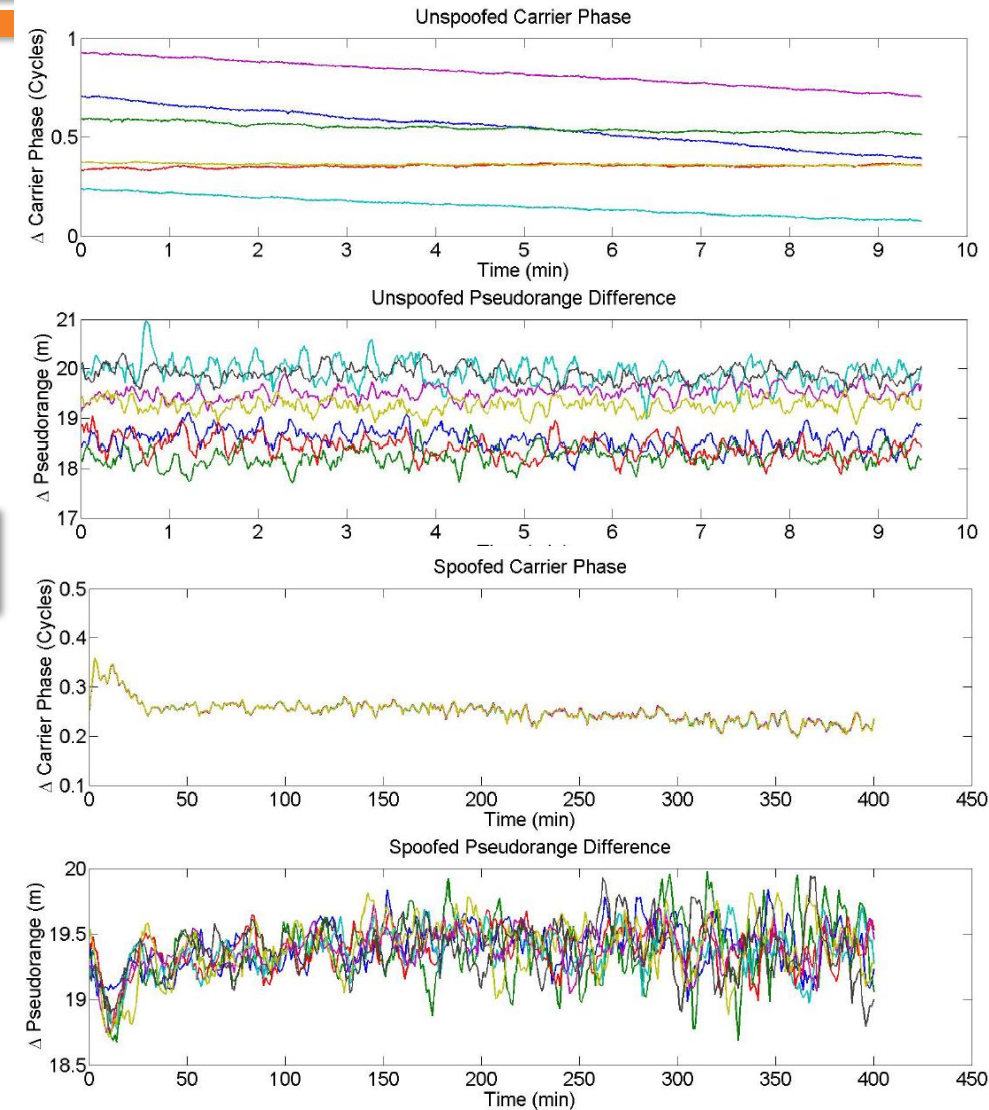 Unspoofed Carrier Phase
Δ Carrier Phase (Cycles)
1
0.5
0
0 1 2 3 4 5 6 7 8 9 10
Time (min)
Unspoofed Pseudorange Difference
Δ Pseudorange (m)
21
20
19
18
17
0 1 2 3 4 5 6 7 8 9 10
Spoofed Carrier Phase
Δ Carrier Phase (Cycles)
0.5
0.4
0.3
0.2
0.1
0 50 100 150 200 250 300 350 400 450
Time (min)
Spoofed Pseudorange Difference
Δ Pseudorange (m)
20
19.5
19
18.5
0 50 100 150 200 250 300 350 400 450
Time (min)